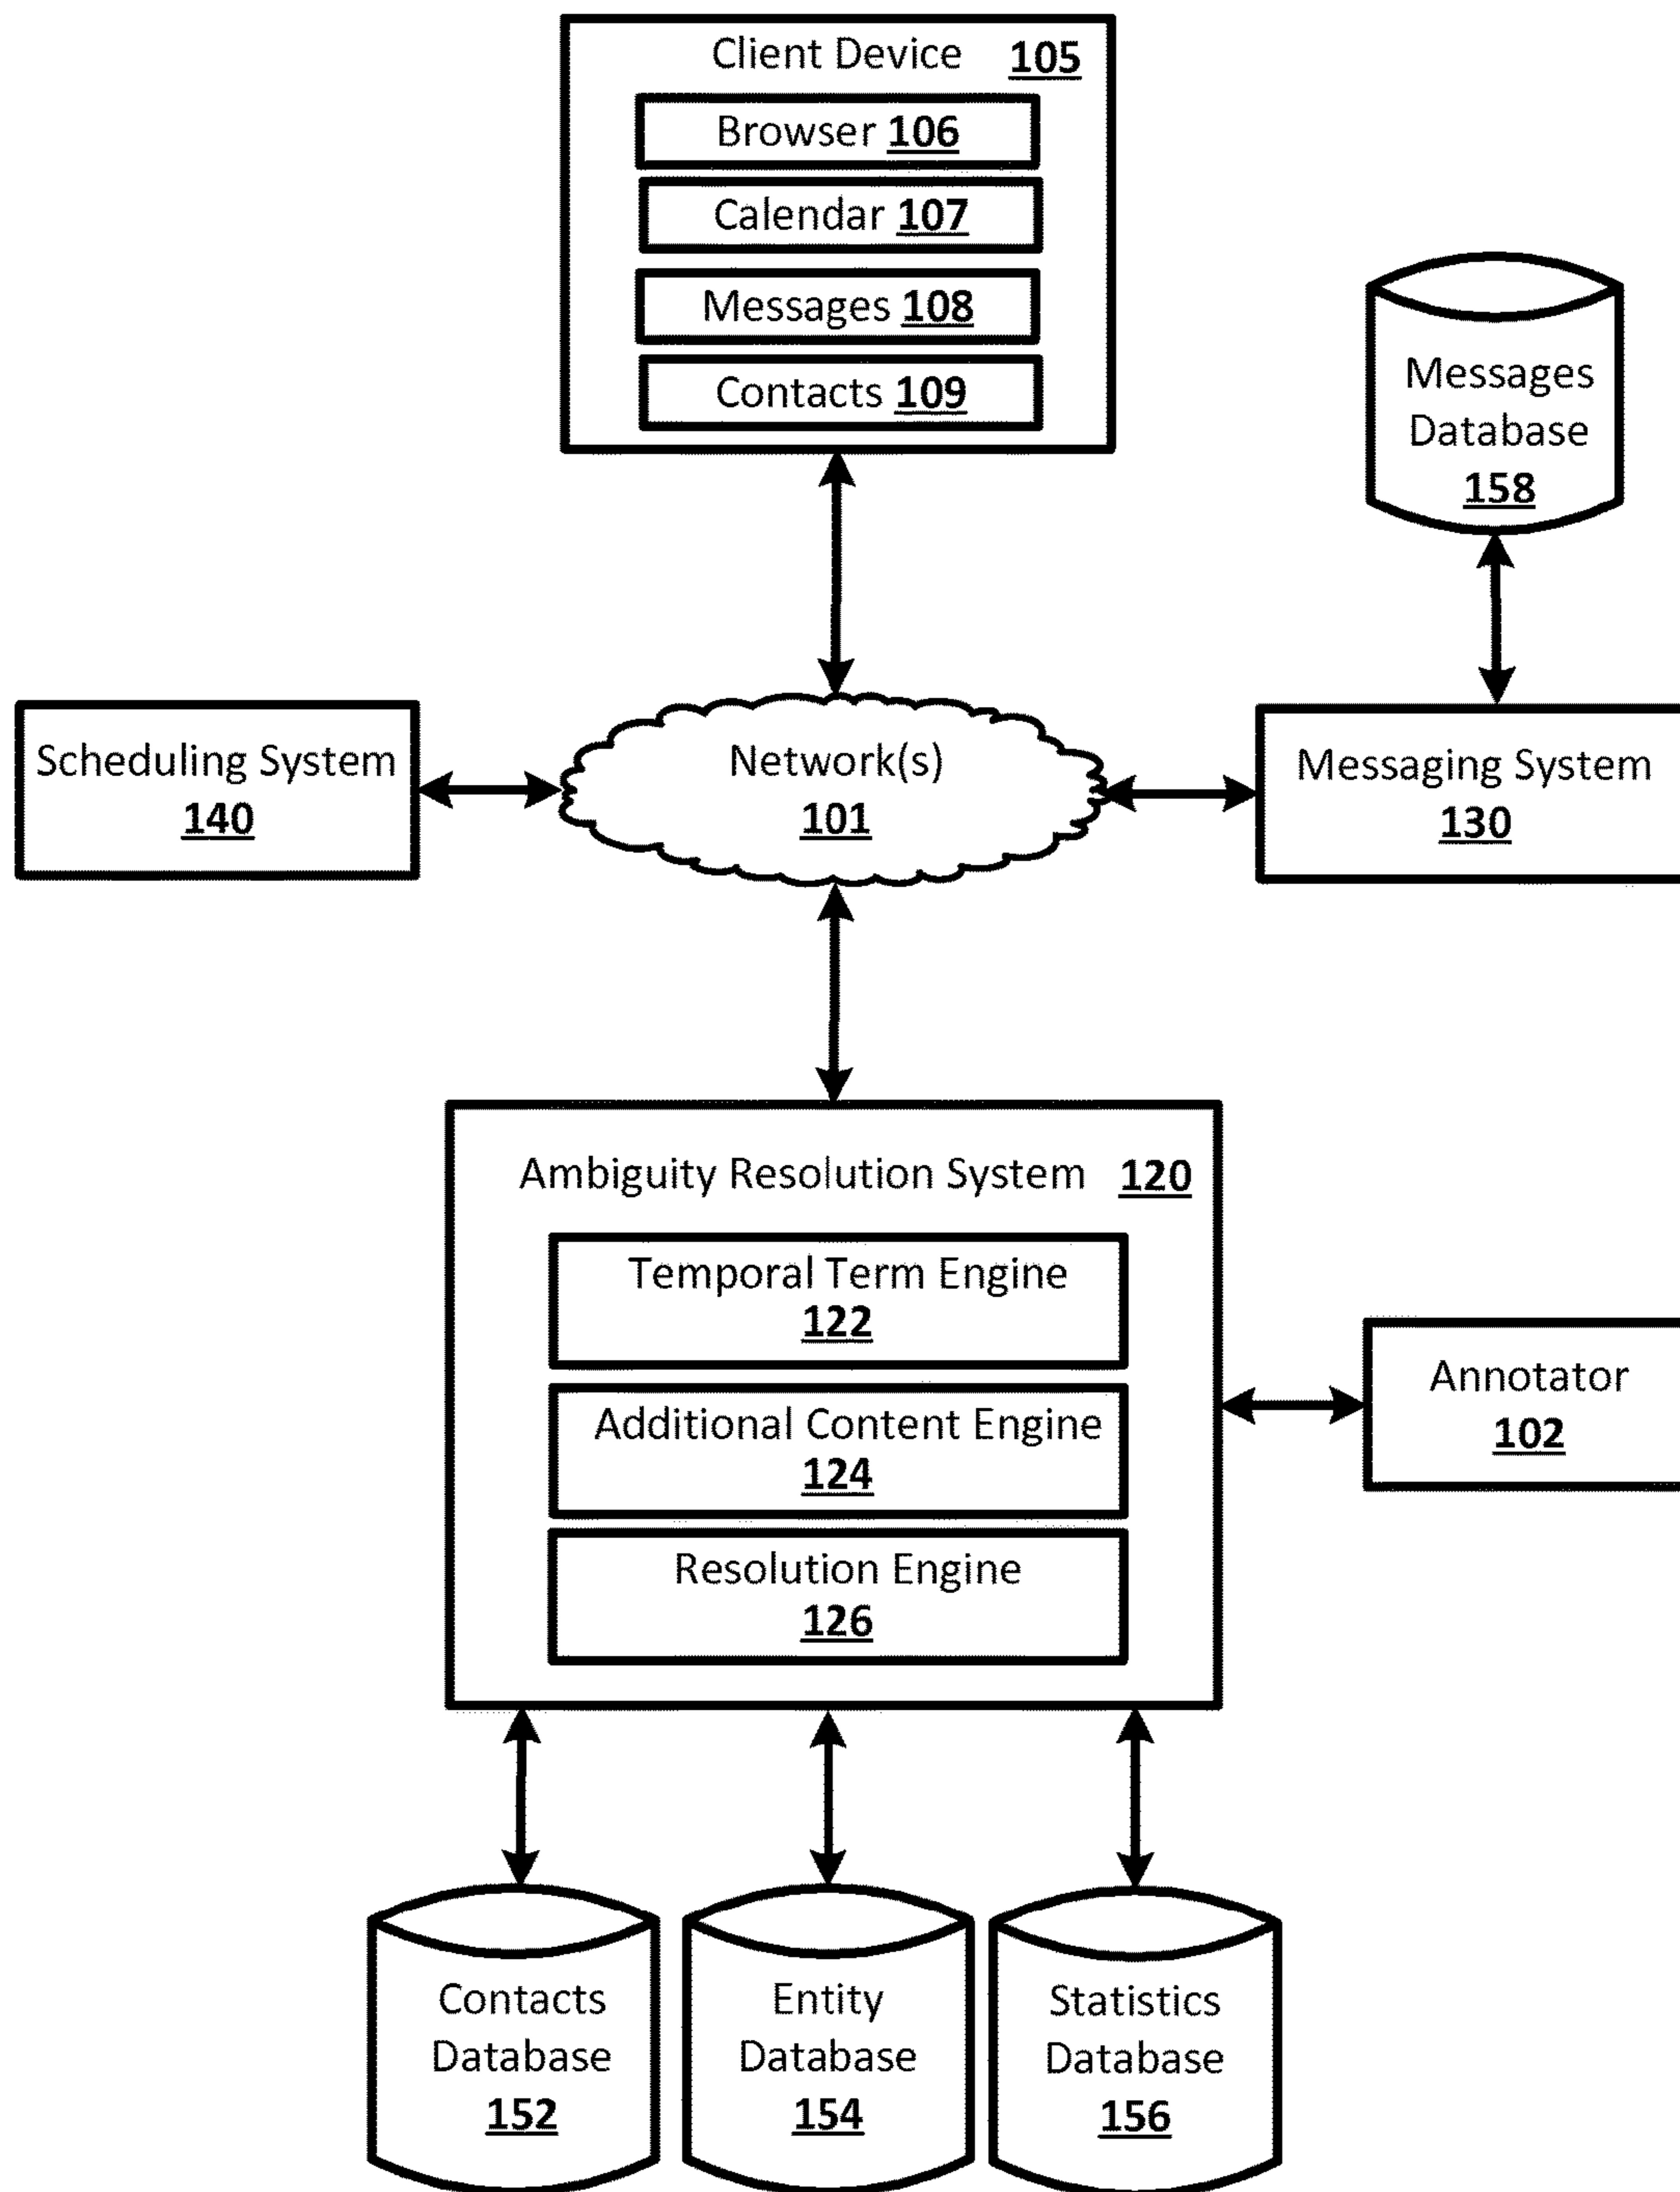 Client Device 105
Browser 106
Calendar 107
Messages 108
Contacts 109
Messages
Database
158
Scheduling System
140
Network(s)
101
Messaging System
130
Ambiguity Resolution System 120
Temporal Term Engine
122
Additional Content Engine
124
Resolution Engine
126
Annotator
102
Contacts
Database
152
Entity
Database
154
Statistics
Database
156